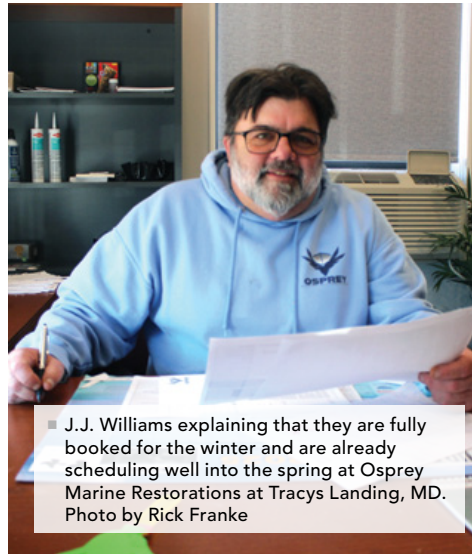 OSPREY
J.J. Williams explaining that they are fully
booked for the winter and are already
scheduling well into the spring at Osprey
Marine Restorations at Tracys Landing, MD.
Photo by Rick Franke